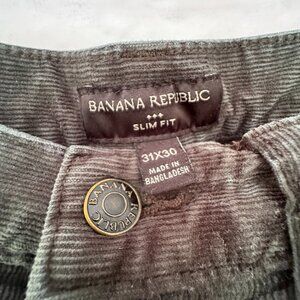 BANANA REPUBLIC
SLIM FIT
31X30
MADE IN
BANGLADESH
BANANA REPUBLIC